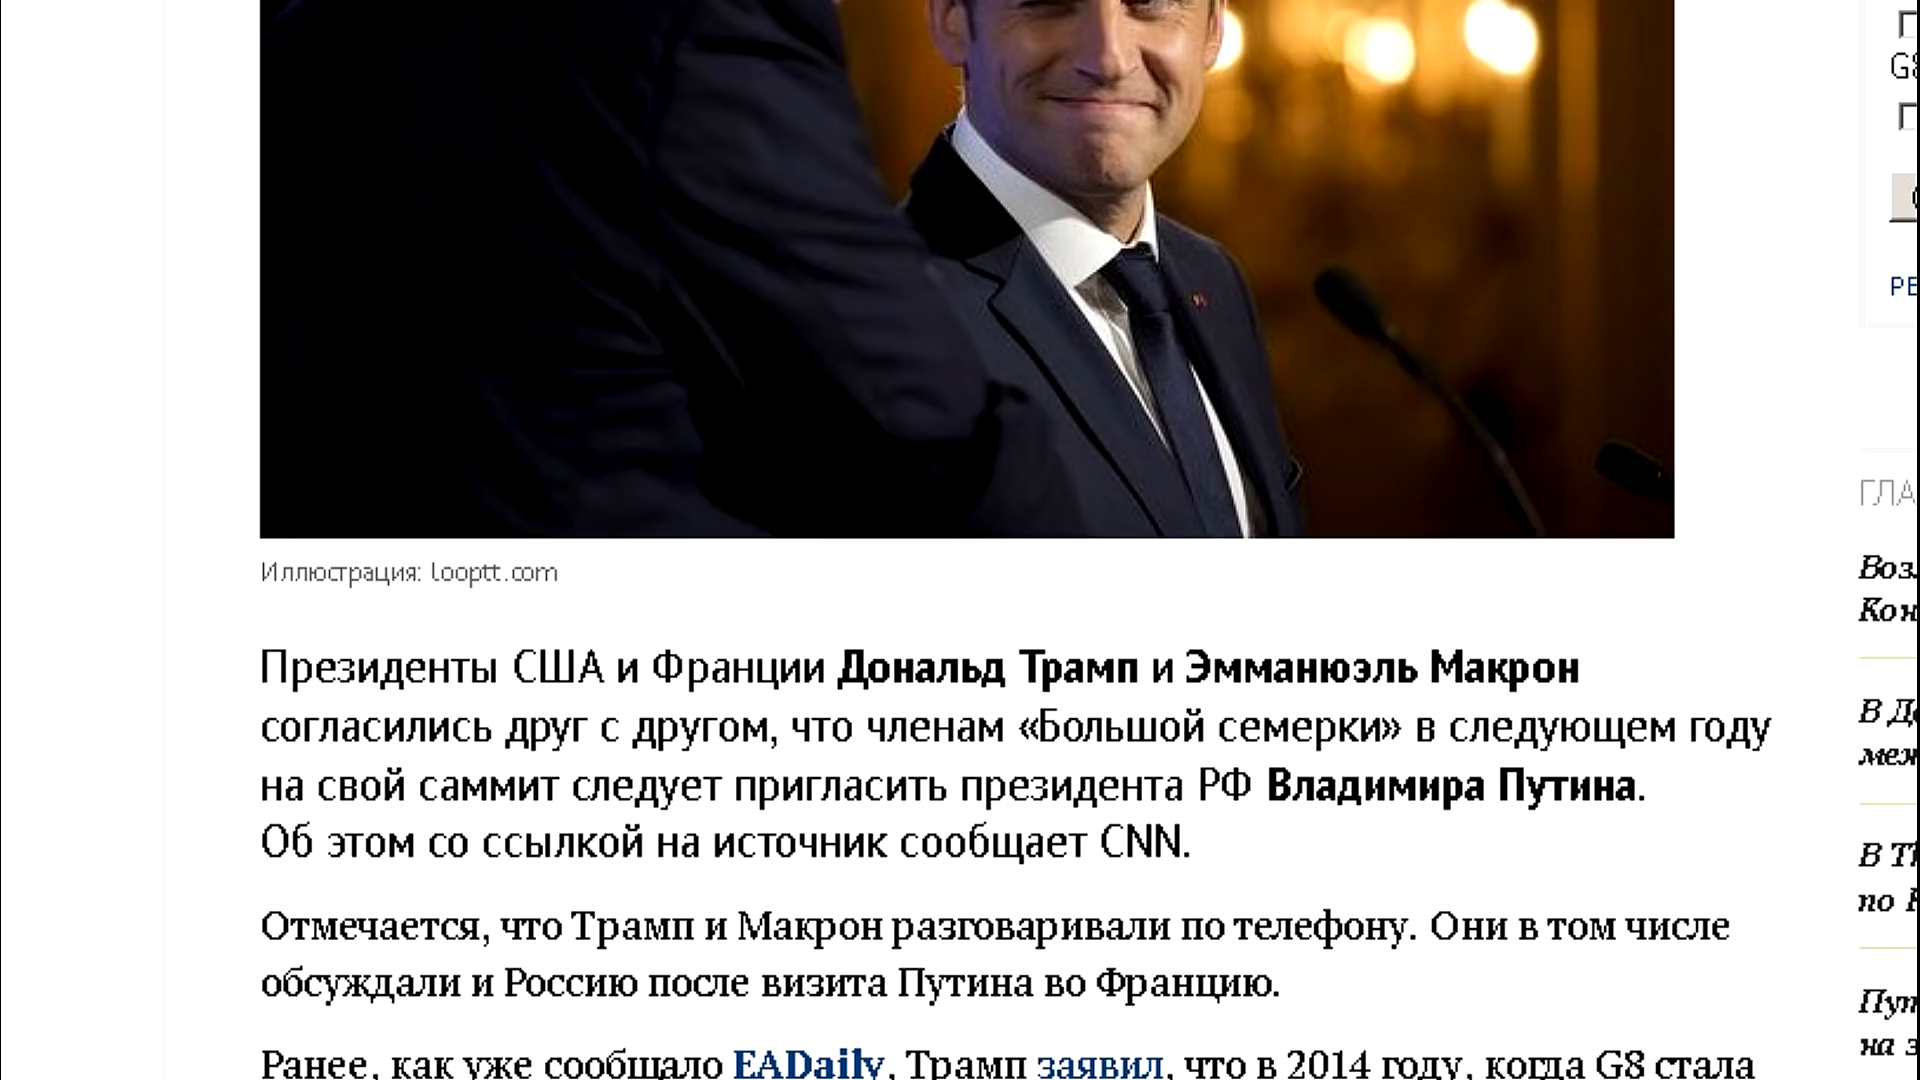 Иллюстрация: looptt.com
Президенты США и Франции Дональд Трамп и Эмманюэль Макрон
согласились друг с другом, что членам «Большой семерки» в следующем году
на свой саммит следует пригласить президента РФ Владимира Путина.
Об этом со ссылкой на источник сообщает CNN.
Отмечается, что Трамп и Макрон разговаривали по телефону. Они в том числе
обсуждали и Россию после визита Путина во Францию.
Ранее, как уже сообщало EADaily, Трамп заявил, что в 2014 году, когда G8 стала
по
на